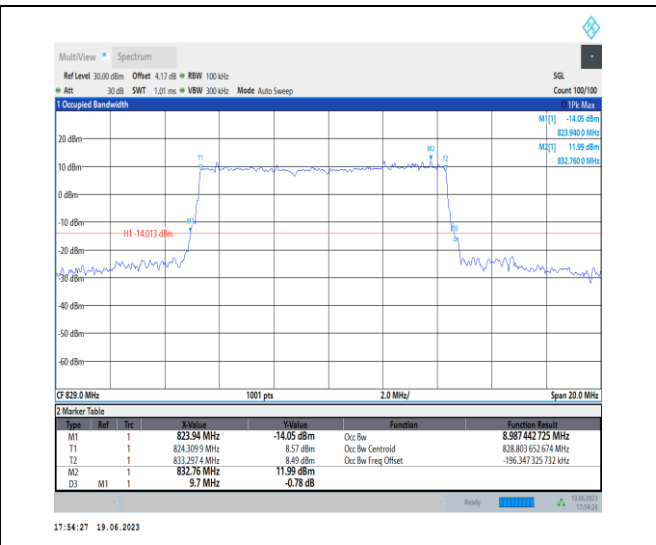 MultiView Spectrum
Ref Level 30.00 dBm Offset 4.17 dB RBW 100 kHz SGL
Att 30 dB SWT 1.01 ms VBW 300 kHz Mode Auto Sweep Count 100/100
1 Occupied Bandwidth 1Pk Max
M1[1] -14.05 dBm
823.940 0 MHz
M2[1] 11.99 dBm
832.760 0 MHz
20 dBm
M2
T1 T2
10 dBm
0 dBm
-10 dBm
M1
H1 -14.013 dBm
D3
-20 dBm
-30 dBm
-40 dBm
-50 dBm
-60 dBm
CF 829.0 MHz 1001 pts 2.0 MHz/ Span 20.0 MHz
2 Marker Table
Type Ref Trc X-Value Y-Value Function Function Result
M1 1 823.94 MHz -14.05 dBm Occ Bw 8.987 442 725 MHz
T1 1 824.309 9 MHz 8.57 dBm Occ Bw Centroid 828.803 652 674 MHz
T2 1 833.297 4 MHz 8.49 dBm Occ Bw Freq Offset -196.347 325 732 kHz
M2 1 832.76 MHz 11.99 dBm
D3 M1 1 9.7 MHz -0.78 dB
Ready 19.06.2023
17:54:26
17:54:27 19.06.2023